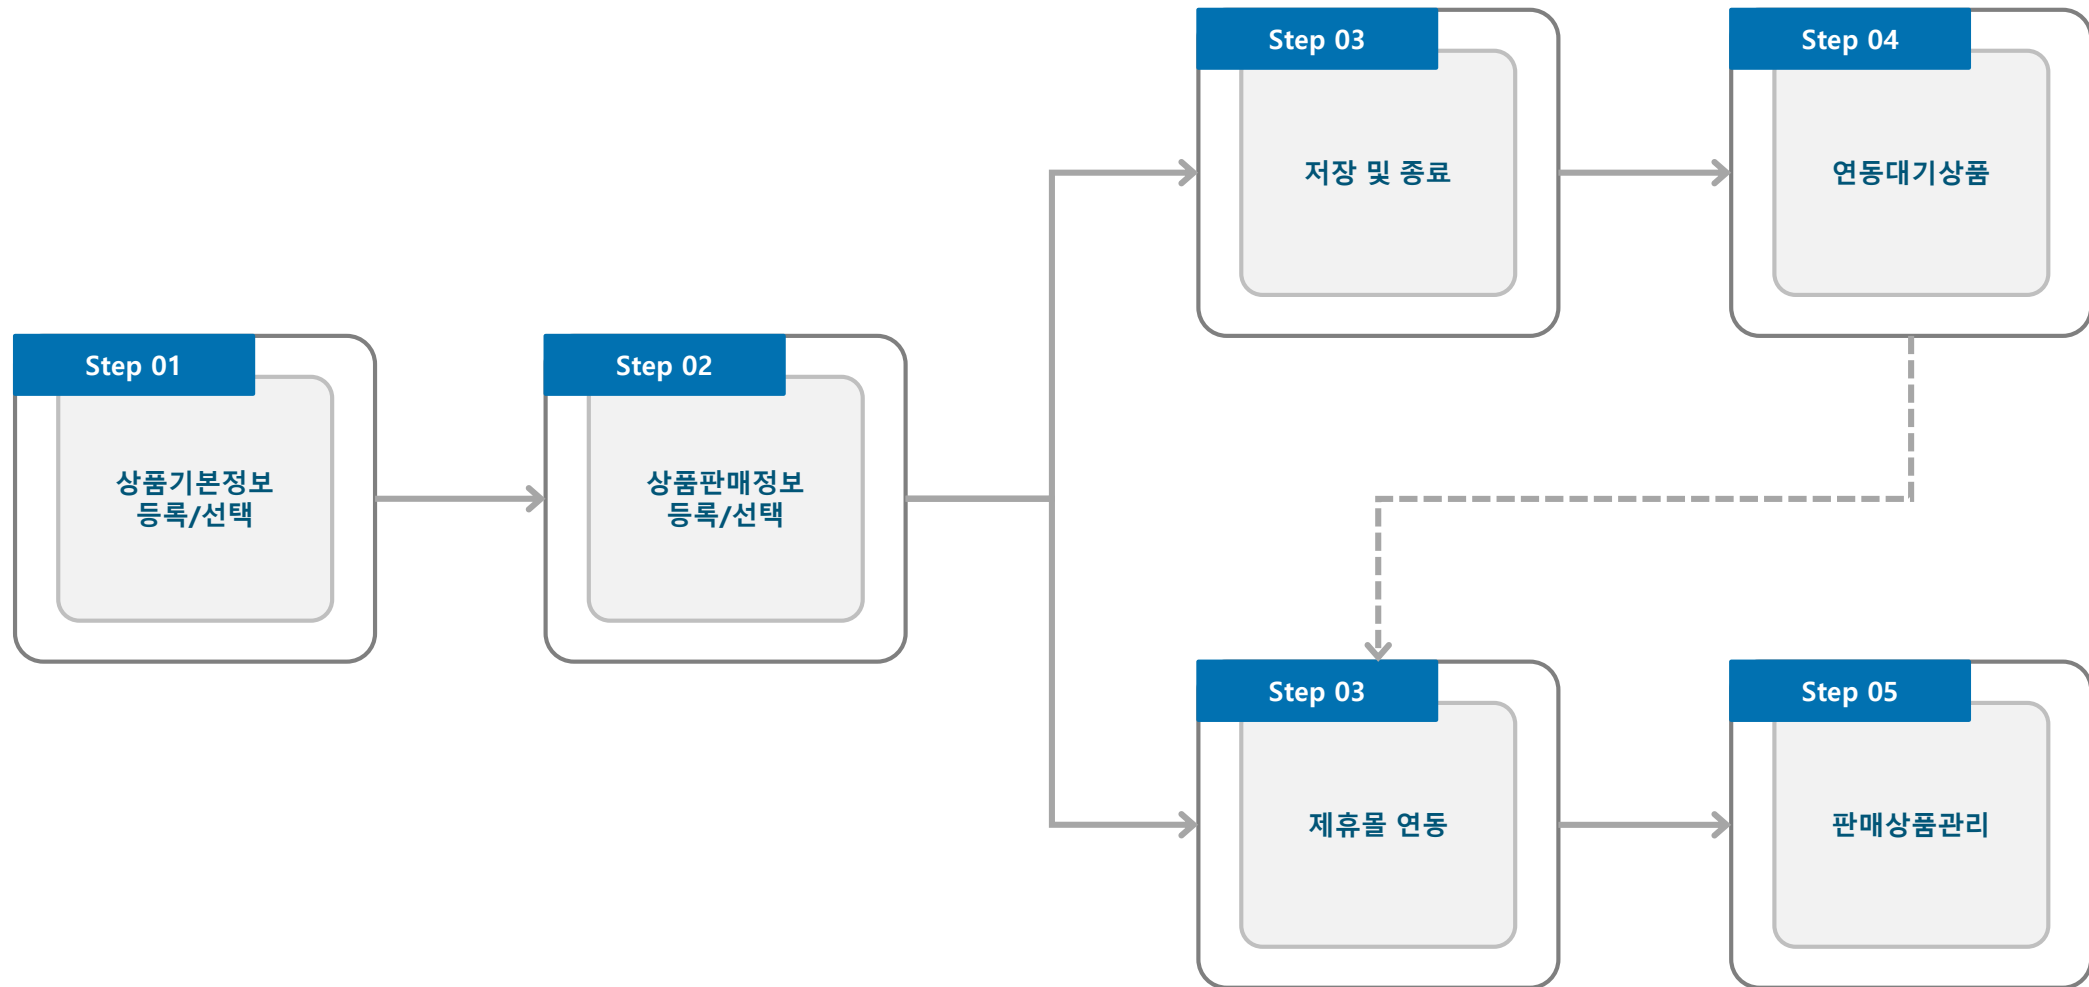 Step 01
상품기본정보
등록/선택
Step 02
상품판매정보
등록/선택
Step 03
저장 및 종료
Step 04
연동대기상품
Step 03
제휴몰 연동
Step 05
판매상품관리